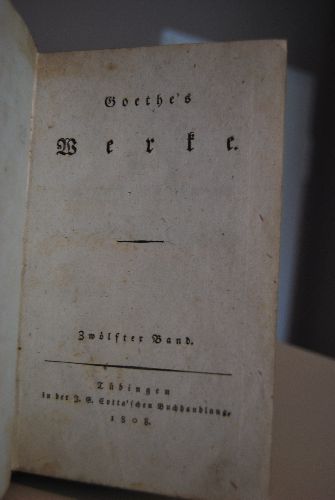 Goethe's
Werke.
Zwölfter Band.
Tübingen
in der J. G. Cotta'schen Buchhandlung.
1808.